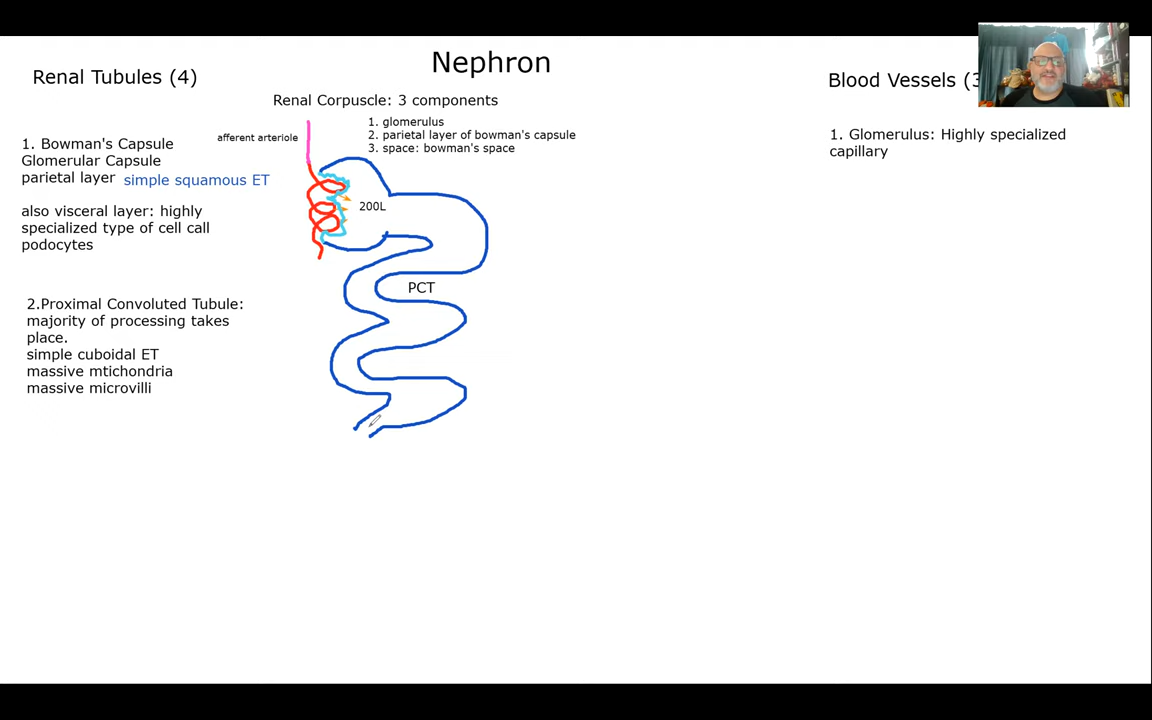 Nephron
Renal Tubules (4)
Blood Vessels (3
Renal Corpuscle: 3 components
1. glomerulus
2. parietal layer of bowman's capsule
3. space: bowman's space
afferent arteriole
1. Bowman's Capsule
Glomerular Capsule
parietal layer simple squamous ET
also visceral layer: highly
specialized type of cell call
podocytes
200L
PCT
2.Proximal Convoluted Tubule:
majority of processing takes
place.
simple cuboidal ET
massive mtichondria
massive microvilli
1. Glomerulus: Highly specialized
capillary